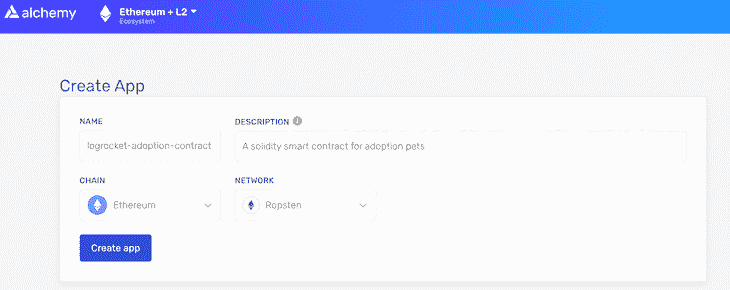 alchemy
Ethereum + L2
Ecosystem
Create App
NAME
DESCRIPTION
logrocket-adoption-contract
A solidity smart contract for adoption pets
CHAIN
NETWORK
Ethereum
Ropsten
Create app